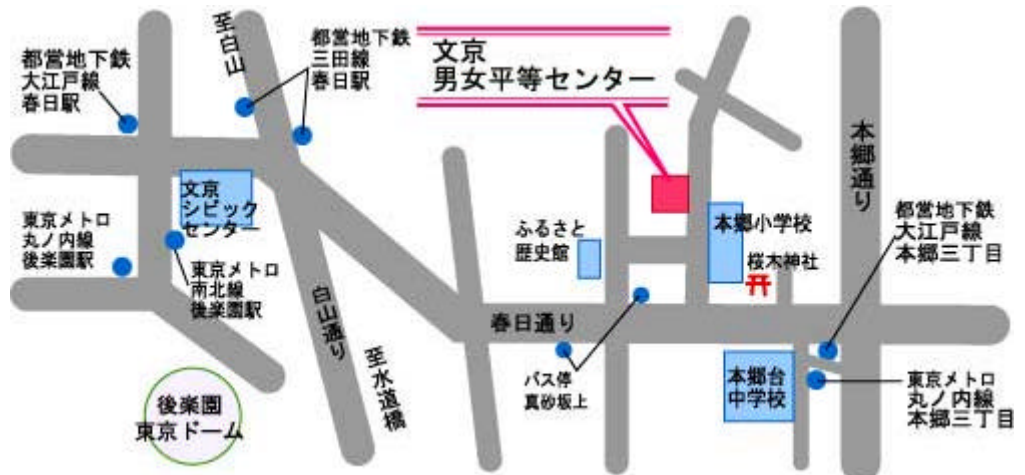 都営地下鉄
大江戸線
春日駅
至白山
都営地下鉄
三田線
春日駅
文京
男女平等センター
本郷通り
文京
シビック
センター
東京メトロ
丸ノ内線
後楽園駅
東京メトロ
南北線
後楽園駅
白山通り
至水道橋
ふるさと
歴史館
本郷小学校
桜木神社
都営地下鉄
大江戸線
本郷三丁目
春日通り
バス停
真砂坂上
本郷台
中学校
東京メトロ
丸ノ内線
本郷三丁目
後楽園
東京ドーム